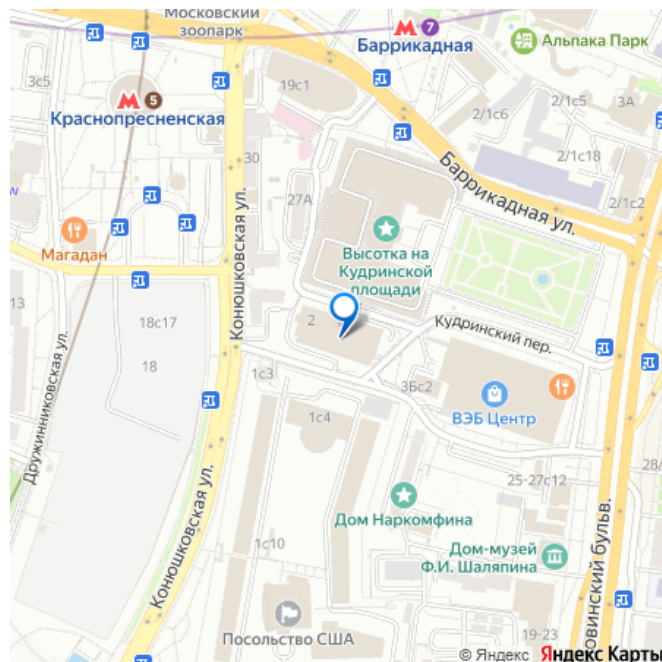 Московский
зоопарк
7
Баррикадная
Альпака Парк
3с5
19с1
2/1с6
2/1с5
3А
5
Краснопресненская
2/1с18
30
Баррикадная ул.
2/1с2
27А
Конюшковская ул.
Высотка на
Кудринской
площади
Магадан
13
18с17
2
Кудринский пер.
18
1с3
3Бс2
Дружинниковская ул.
ВЭБ Центр
1с4
25-27с12
28/
Дом Наркомфина
Конюшковская ул.
1с10
Дом-музей
Ф.И. Шаляпина
овинский бульв.
Посольство США
19-23
© Яндекс Яндекс Карты